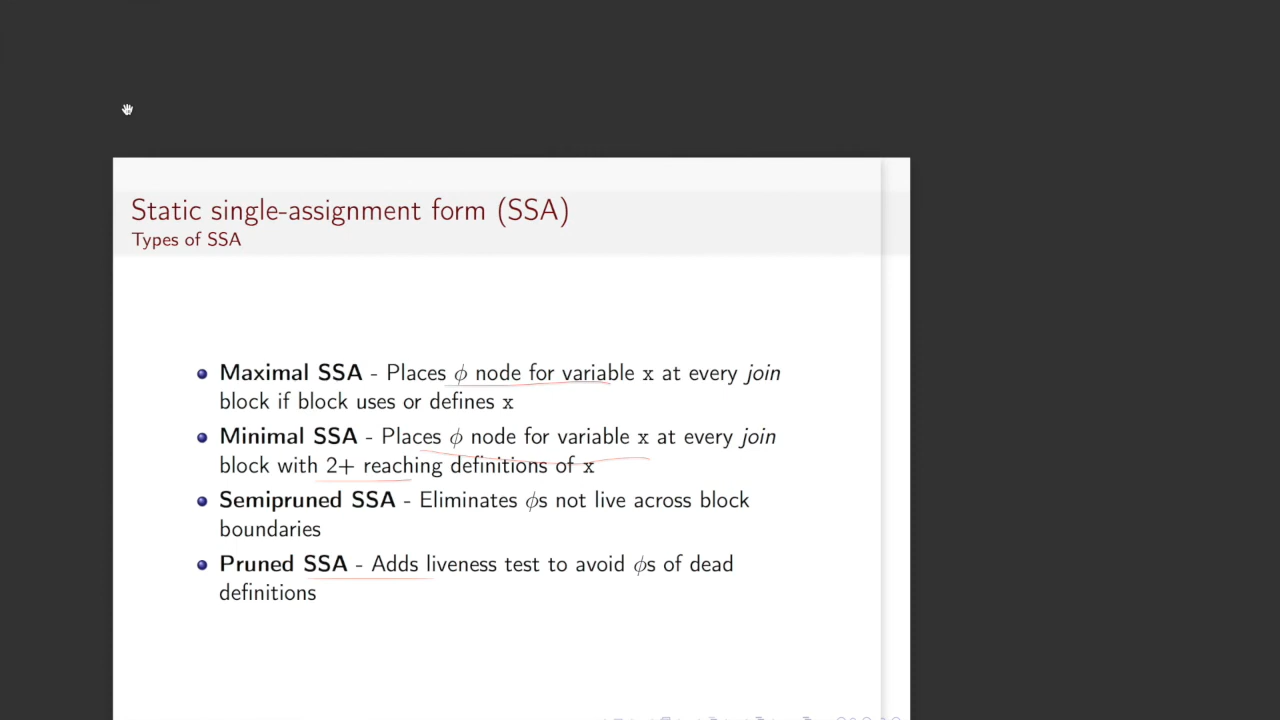 Static single-assignment form (SSA)
Types of SSA
Maximal SSA - Places ϕ node for variable x at every join
block if block uses or defines x
Minimal SSA - Places ϕ node for variable x at every join
block with 2+ reaching definitions of x
Semipruned SSA - Eliminates ϕs not live across block
boundaries
Pruned SSA - Adds liveness test to avoid ϕs of dead
definitions